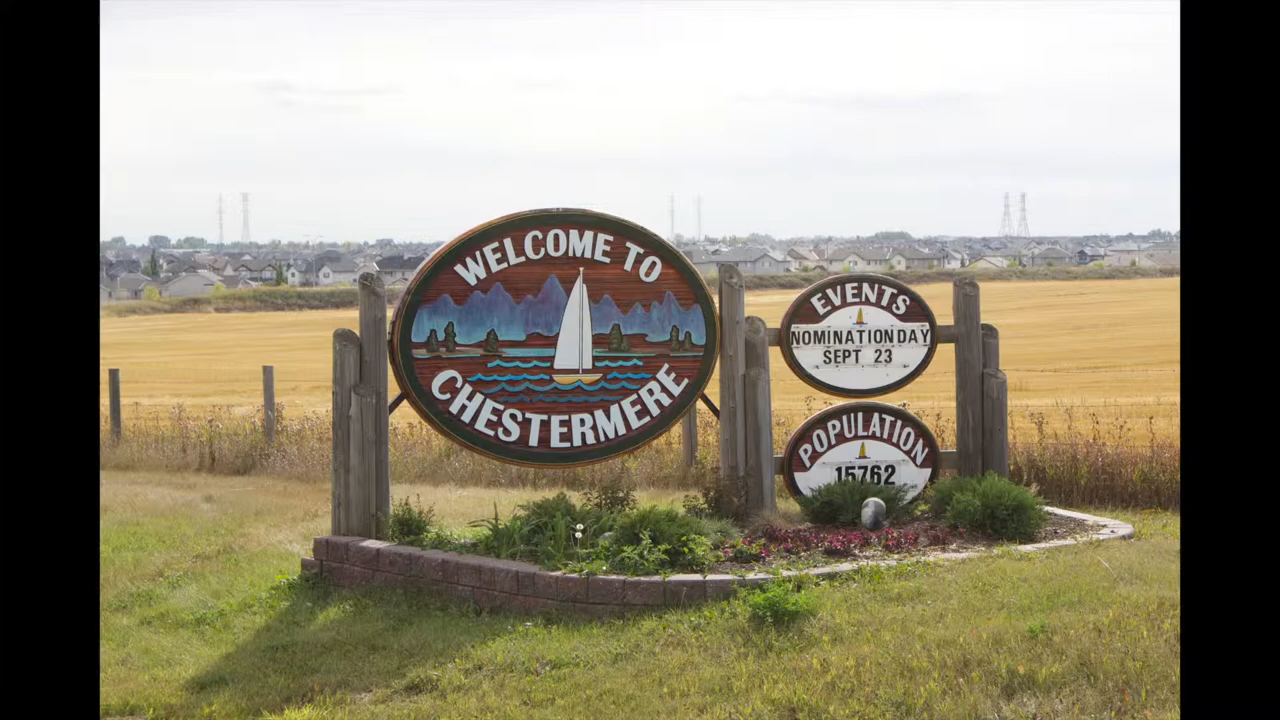 WELCOME TO
CHESTERMERE
EVENTS
NOMINATION DAY
SEPT 23
POPULATION
15762